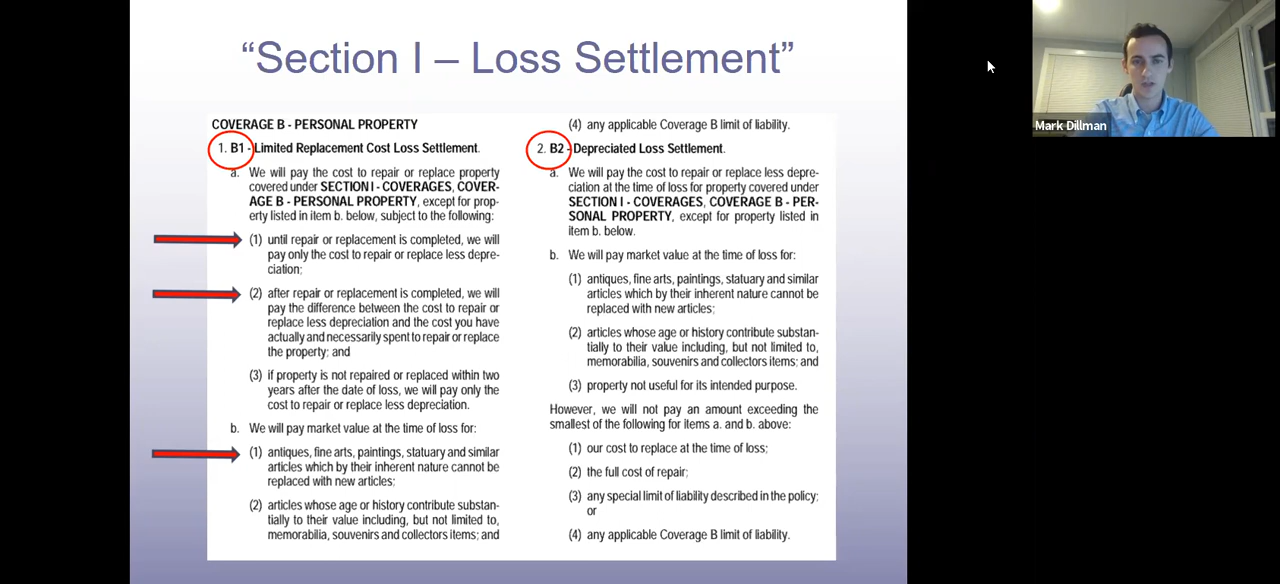 “Section I – Loss Settlement”
COVERAGE B - PERSONAL PROPERTY
1. B1 - Limited Replacement Cost Loss Settlement.
a. We will pay the cost to repair or replace property
covered under SECTION I - COVERAGES, COVER-
AGE B - PERSONAL PROPERTY, except for prop-
erty listed in item b. below, subject to the following:
(1) until repair or replacement is completed, we will
pay only the cost to repair or replace less depre-
ciation;
(2) after repair or replacement is completed, we will
pay the difference between the cost to repair or
replace less depreciation and the cost you have
actually and necessarily spent to repair or replace
the property; and
(3) if property is not repaired or replaced within two
years after the date of loss, we will pay only the
cost to repair or replace less depreciation.
b. We will pay market value at the time of loss for:
(1) antiques, fine arts, paintings, statuary and similar
articles which by their inherent nature cannot be
replaced with new articles;
(2) articles whose age or history contribute substan-
tially to their value including, but not limited to,
memorabilia, souvenirs and collectors items; and
(4) any applicable Coverage B limit of liability.
2. B2 - Depreciated Loss Settlement.
a. We will pay the cost to repair or replace less depre-
ciation at the time of loss for property covered under
SECTION I - COVERAGES, COVERAGE B - PER-
SONAL PROPERTY, except for property listed in
item b. below.
b. We will pay market value at the time of loss for:
(1) antiques, fine arts, paintings, statuary and similar
articles which by their inherent nature cannot be
replaced with new articles;
(2) articles whose age or history contribute substan-
tially to their value including, but not limited to,
memorabilia, souvenirs and collectors items; and
(3) property not useful for its intended purpose.
However, we will not pay an amount exceeding the
smallest of the following for items a. and b. above:
(1) our cost to replace at the time of loss;
(2) the full cost of repair;
(3) any special limit of liability described in the policy;
or
(4) any applicable Coverage B limit of liability.
Mark Dillman